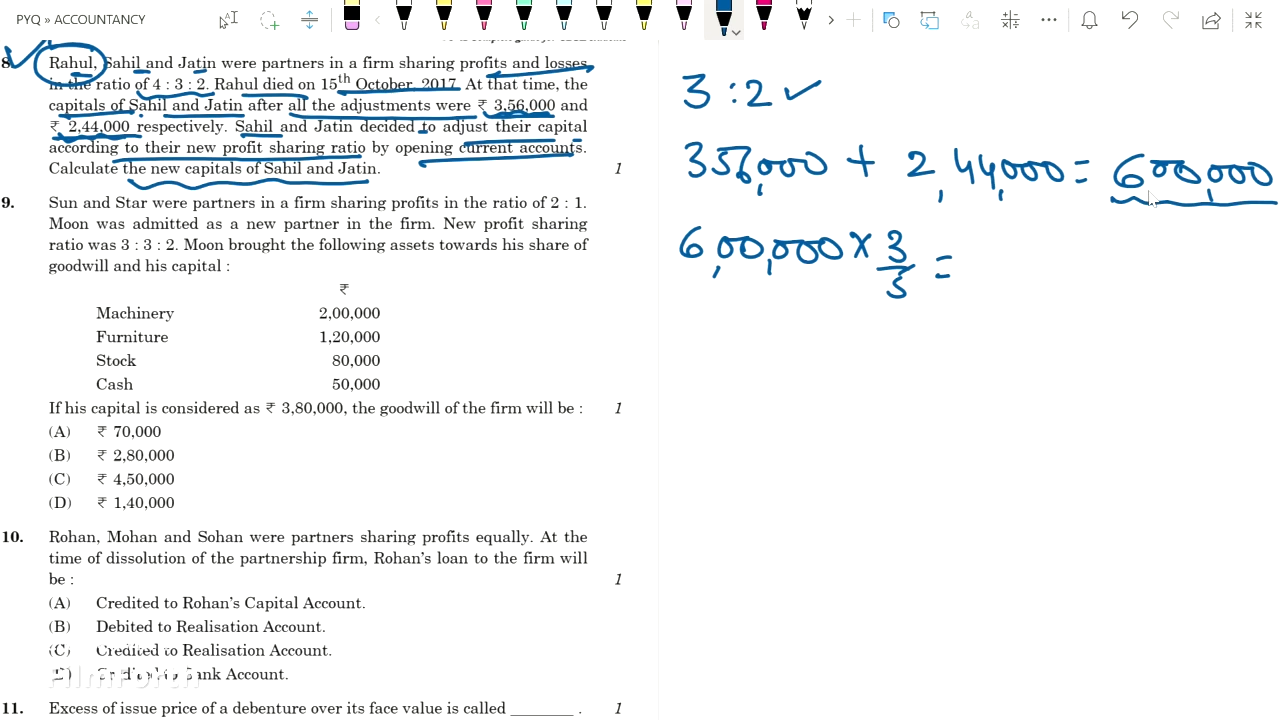 PYQ » ACCOUNTANCY
8. Rahul, Sahil and Jatin were partners in a firm sharing profits and losses
in the ratio of 4 : 3 : 2. Rahul died on 15th October, 2017. At that time, the
capitals of Sahil and Jatin after all the adjustments were ₹ 3,56,000 and
₹ 2,44,000 respectively. Sahil and Jatin decided to adjust their capital
according to their new profit sharing ratio by opening current accounts.
Calculate the new capitals of Sahil and Jatin. 1
9. Sun and Star were partners in a firm sharing profits in the ratio of 2 : 1.
Moon was admitted as a new partner in the firm. New profit sharing
ratio was 3 : 3 : 2. Moon brought the following assets towards his share of
goodwill and his capital :
₹
Machinery 2,00,000
Furniture 1,20,000
Stock 80,000
Cash 50,000
If his capital is considered as ₹ 3,80,000, the goodwill of the firm will be : 1
(A) ₹ 70,000
(B) ₹ 2,80,000
(C) ₹ 4,50,000
(D) ₹ 1,40,000
10. Rohan, Mohan and Sohan were partners sharing profits equally. At the
time of dissolution of the partnership firm, Rohan's loan to the firm will
be : 1
(A) Credited to Rohan's Capital Account.
(B) Debited to Realisation Account.
(C) Credited to Realisation Account.
(D) Credited to Bank Account.
FilmForth
11. Excess of issue price of a debenture over its face value is called ________ . 1
3 : 2 ✓
356,000 + 2,44,000 = 600,000
6,00,000 × 3/5 =